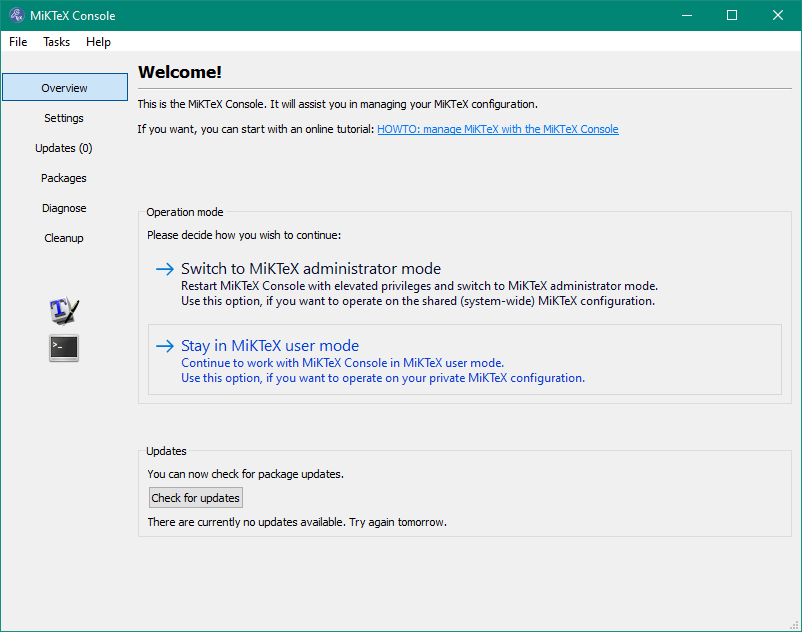 MiKTeX Console
File Tasks Help
Overview
Settings
Updates (0)
Packages
Diagnose
Cleanup
Welcome!
This is the MiKTeX Console. It will assist you in managing your MiKTeX configuration.
If you want, you can start with an online tutorial: HOWTO: manage MiKTeX with the MiKTeX Console
Operation mode
Please decide how you wish to continue:
Switch to MiKTeX administrator mode
Restart MiKTeX Console with elevated privileges and switch to MiKTeX administrator mode.
Use this option, if you want to operate on the shared (system-wide) MiKTeX configuration.
Stay in MiKTeX user mode
Continue to work with MiKTeX Console in MiKTeX user mode.
Use this option, if you want to operate on your private MiKTeX configuration.
Updates
You can now check for package updates.
Check for updates
There are currently no updates available. Try again tomorrow.